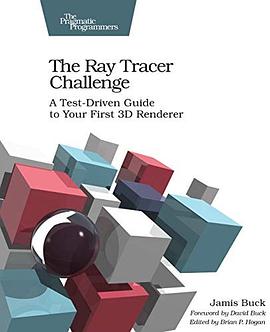 The
Pragmatic
Programmers
The Ray Tracer
Challenge
A Test-Driven Guide
to Your First 3D Renderer
Jamis Buck
Foreword by David Buck
Edited by Brian P. Hogan